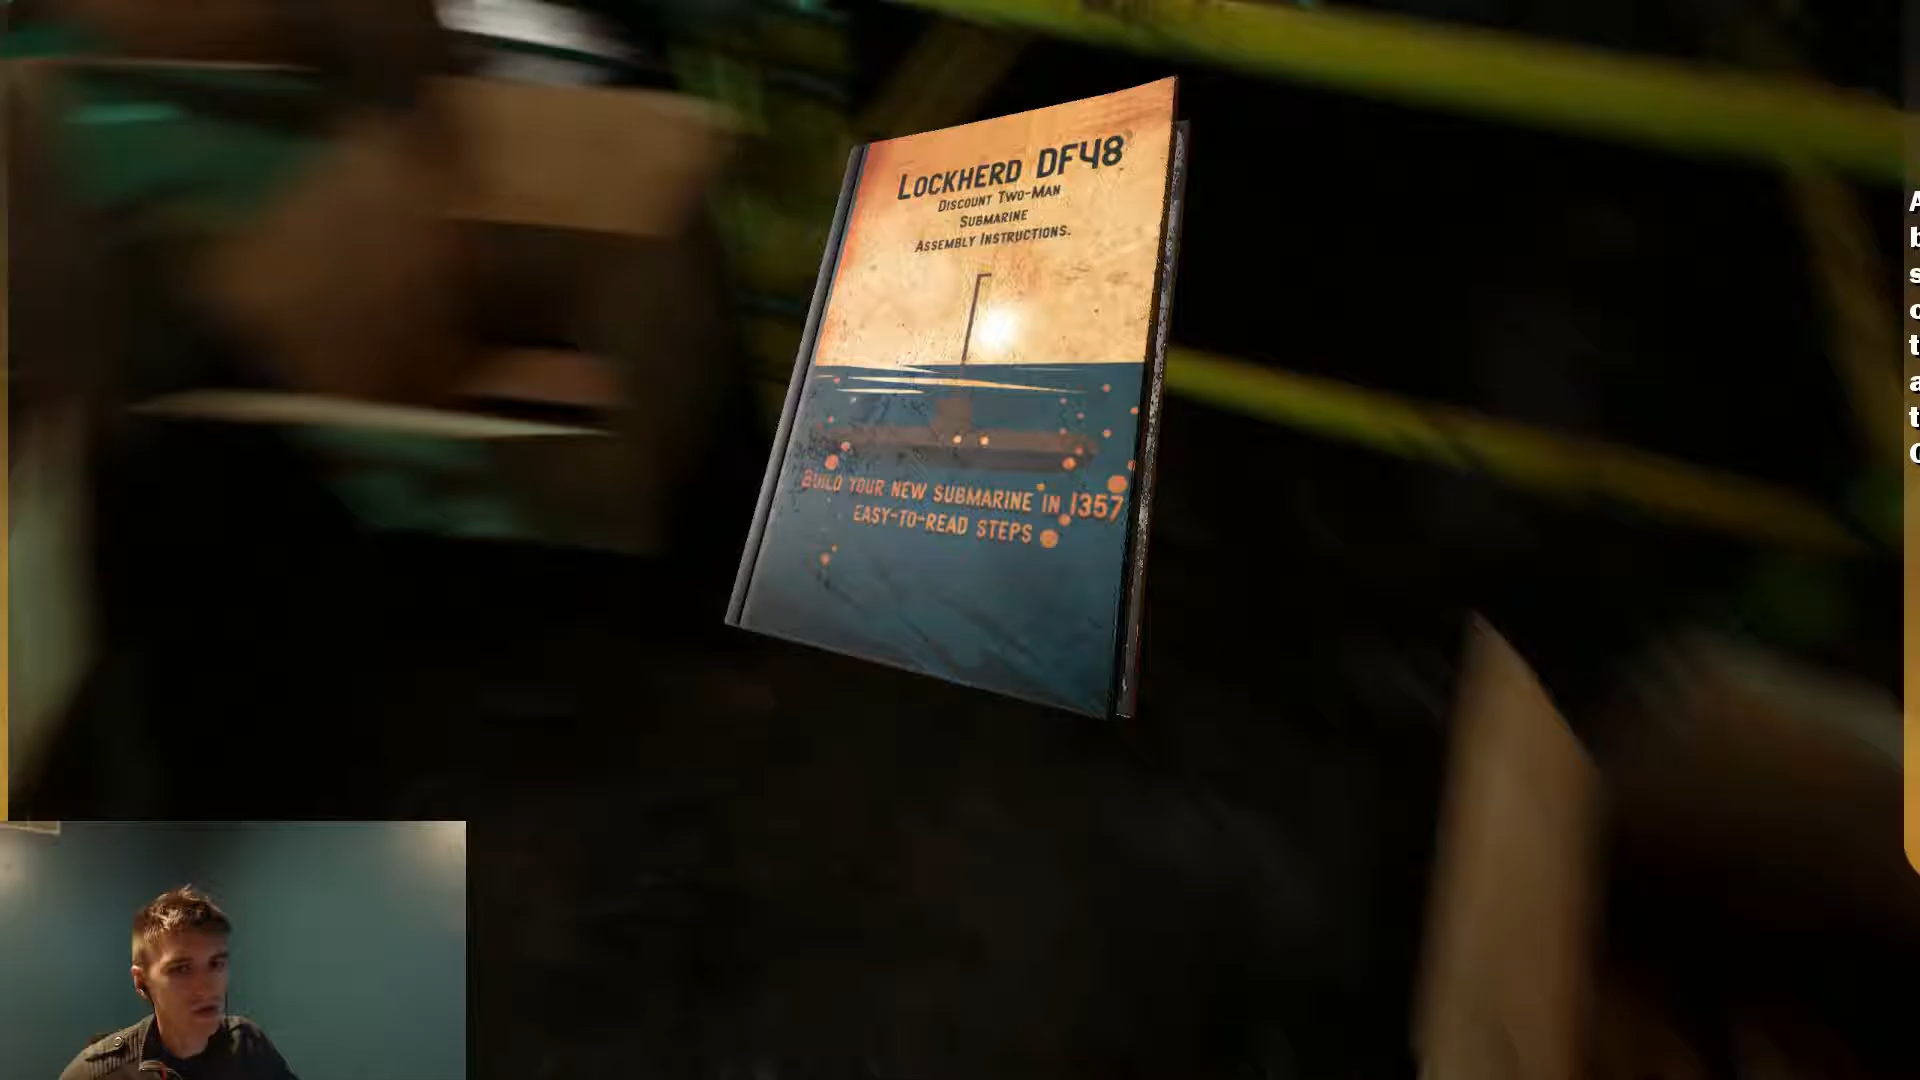 LOCKHERD DF48
DISCOUNT TWO-MAN
SUBMARINE
ASSEMBLY INSTRUCTIONS.
BUILD YOUR NEW SUBMARINE IN 1357
EASY-TO-READ STEPS